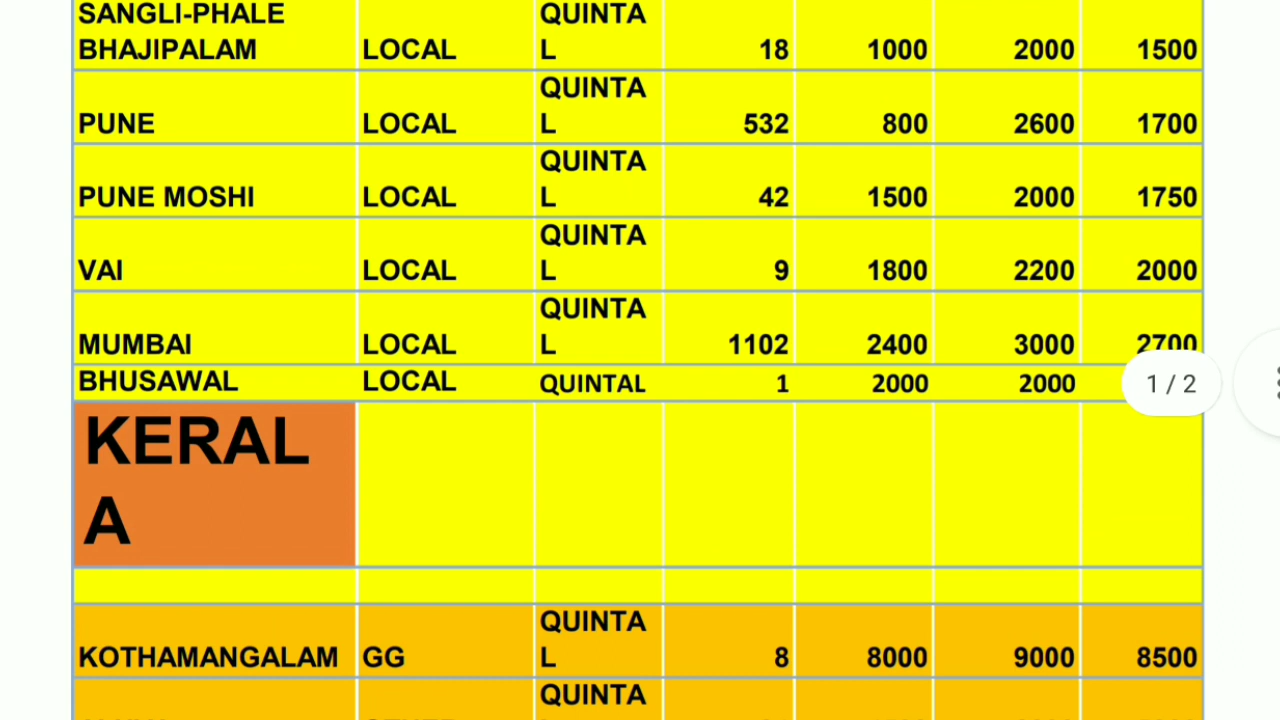 SANGLI-PHALE BHAJIPALAM LOCAL QUINTAL 18 1000 2000 1500
PUNE LOCAL QUINTAL 532 800 2600 1700
PUNE MOSHI LOCAL QUINTAL 42 1500 2000 1750
VAI LOCAL QUINTAL 9 1800 2200 2000
MUMBAI LOCAL QUINTAL 1102 2400 3000 2700
BHUSAWAL LOCAL QUINTAL 1 2000 2000
1 / 2
KERALA
KOTHAMANGALAM GG QUINTAL 8 8000 9000 8500
QUINTA